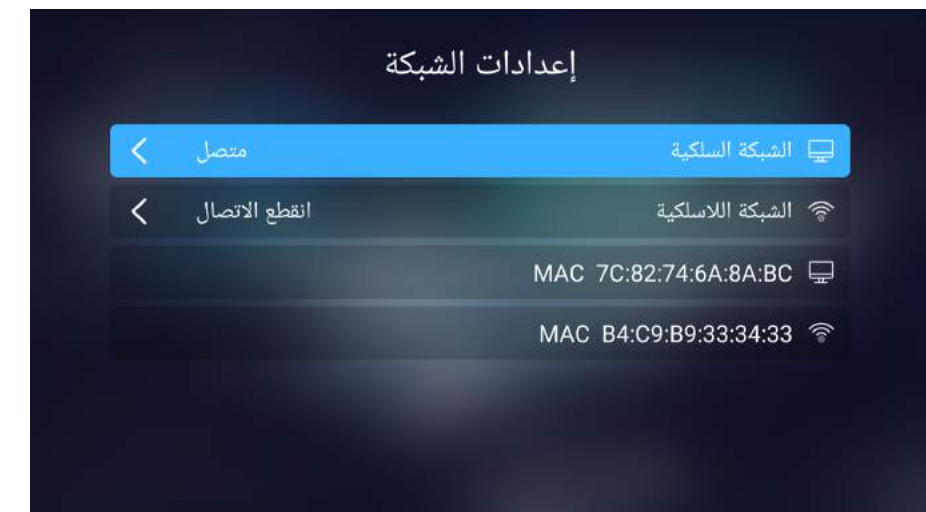 إعدادات الشبكة
الشبكة السلكية متصل
الشبكة اللاسلكية انقطع الاتصال
MAC 7C:82:74:6A:8A:BC
MAC B4:C9:B9:33:34:33